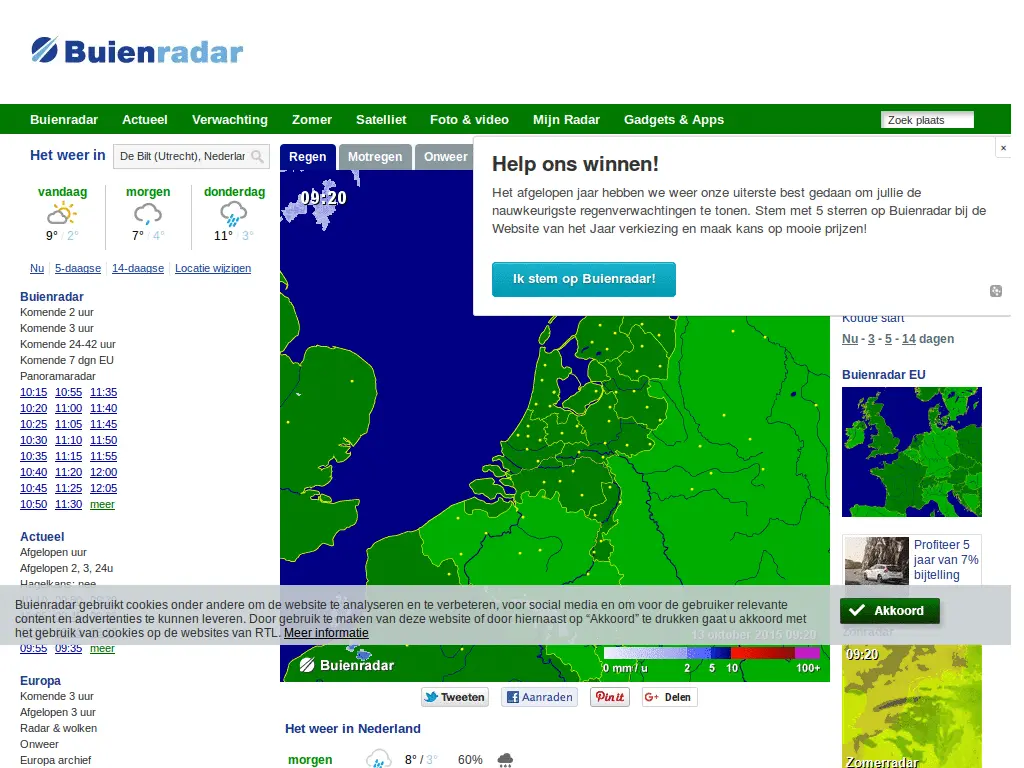 Buienradar
Buienradar Actueel Verwachting Zomer Satelliet Foto & video Mijn Radar Gadgets & Apps Zoek plaats
Het weer in De Bilt (Utrecht), Nederlan
vandaag morgen donderdag
9° / 2° 7° / 4° 11° / 3°
Nu 5-daagse 14-daagse Locatie wijzigen
Buienradar
Komende 2 uur
Komende 3 uur
Komende 24-42 uur
Komende 7 dgn EU
Panoramaradar
10:15 10:55 11:35
10:20 11:00 11:40
10:25 11:05 11:45
10:30 11:10 11:50
10:35 11:15 11:55
10:40 11:20 12:00
10:45 11:25 12:05
10:50 11:30 meer
Actueel
Afgelopen uur
Afgelopen 2, 3, 24u
Hagelkans: nee
09:55 09:35 meer
Europa
Komende 3 uur
Afgelopen 3 uur
Radar & wolken
Onweer
Europa archief
Regen Motregen Onweer
09:20
Help ons winnen!
×
Het afgelopen jaar hebben we weer onze uiterste best gedaan om jullie de
nauwkeurigste regenverwachtingen te tonen. Stem met 5 sterren op Buienradar bij de
Website van het Jaar verkiezing en maak kans op mooie prijzen!
Ik stem op Buienradar!
Koude start
Nu - 3 - 5 - 14 dagen
Buienradar EU
Profiteer 5
jaar van 7%
bijtelling
Buienradar gebruikt cookies onder andere om de website te analyseren en te verbeteren, voor social media en om voor de gebruiker relevante
content en advertenties te kunnen leveren. Door gebruik te maken van deze website of door hiernaast op “Akkoord” te drukken gaat u akkoord met
het gebruik van cookies op de websites van RTL. Meer informatie
Akkoord
13 oktober 2015 09:20
Buienradar
0 mm / u 2 5 10 100+
Tweeten Aanraden Pinit Delen
Het weer in Nederland
morgen 8° / 3° 60%
Zonradar
09:20
Zomerradar